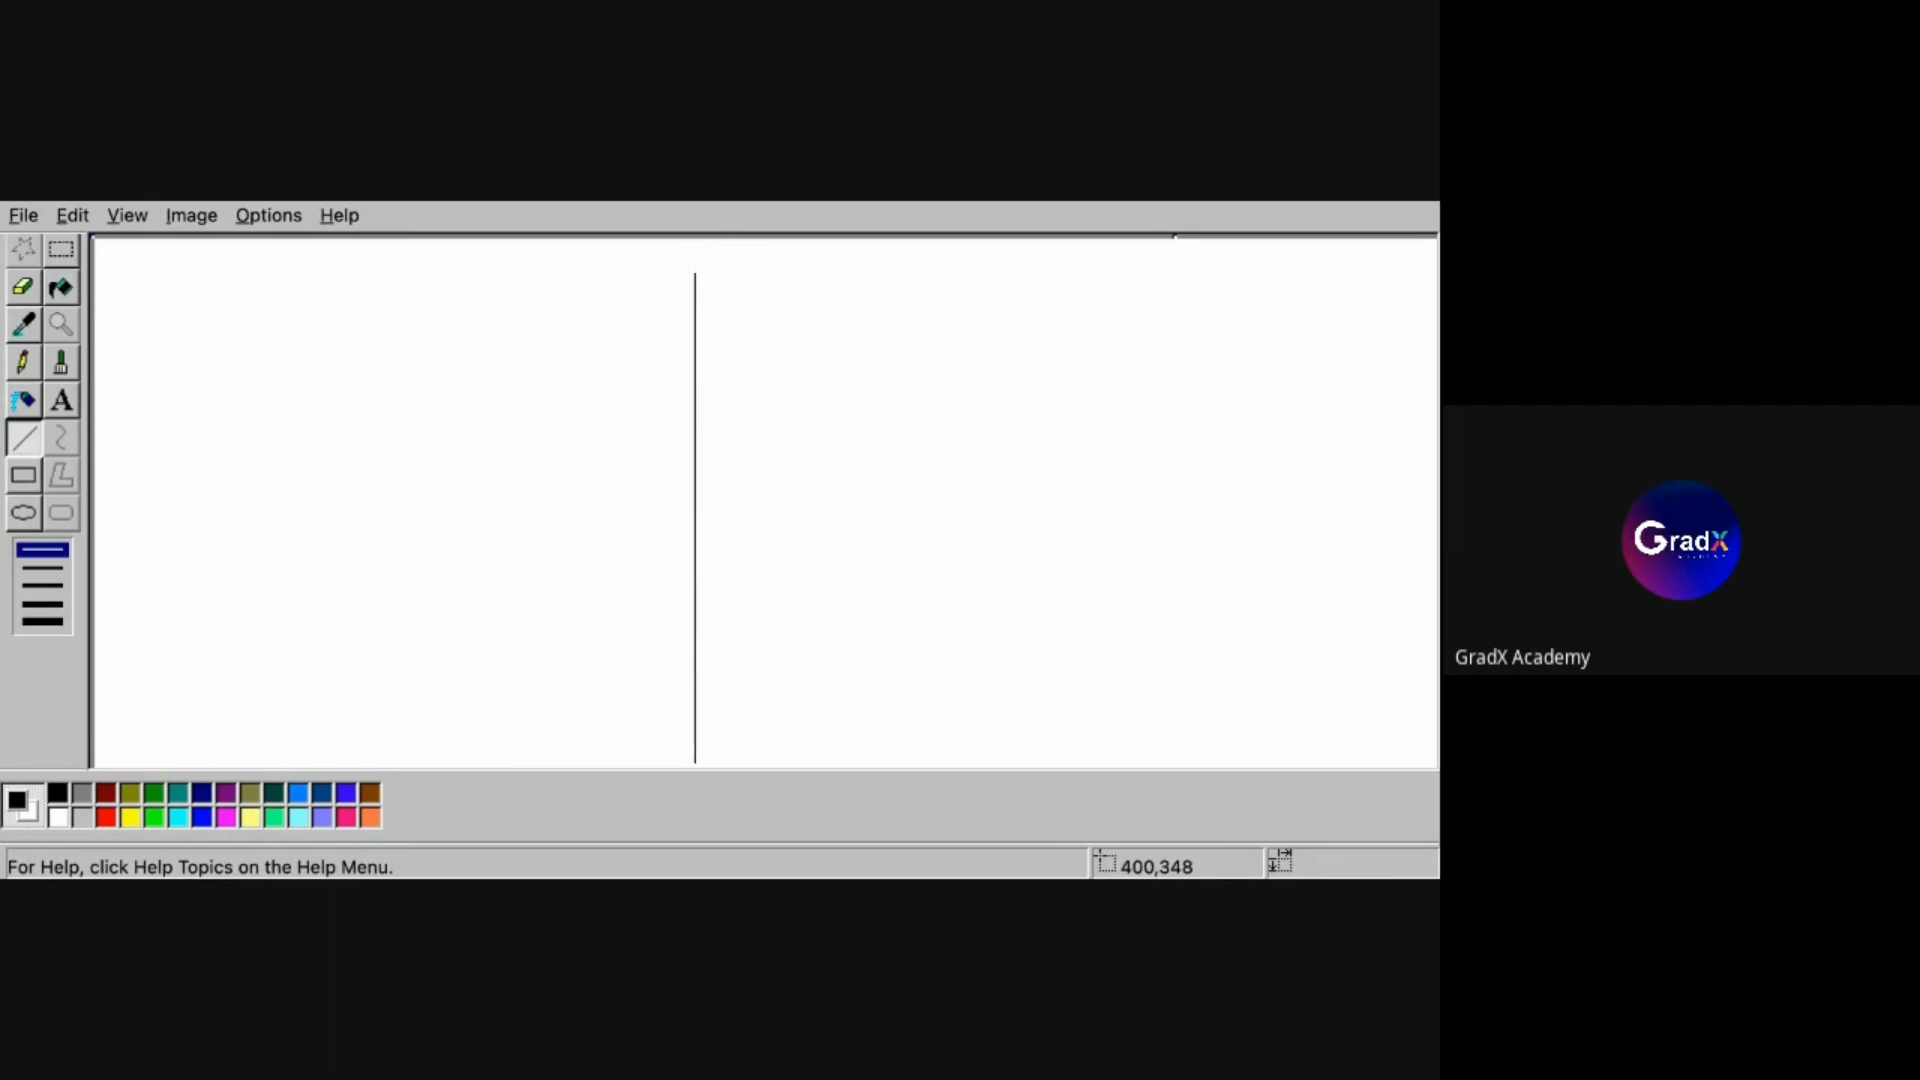 File Edit View Image Options Help
A
GradX
GradX Academy
For Help, click Help Topics on the Help Menu.
400,348